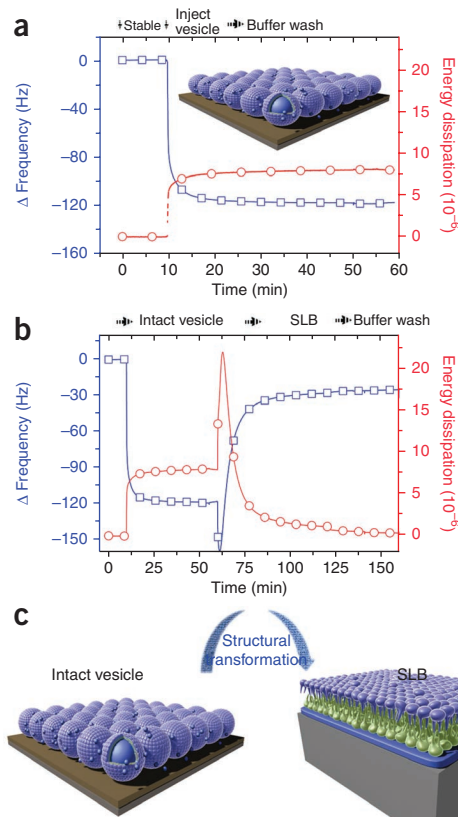 a
Stable Inject vesicle Buffer wash
0
−40
−80
−120
−160
Δ Frequency (Hz)
20
15
10
5
0
Energy dissipation (10⁻⁶)
0 10 20 30 40 50 60
Time (min)
b
Intact vesicle SLB Buffer wash
0
−30
−60
−90
−120
−150
Δ Frequency (Hz)
20
15
10
5
0
Energy dissipation (10⁻⁶)
0 25 50 75 100 125 150
Time (min)
c
Structural
transformation
Intact vesicle
SLB